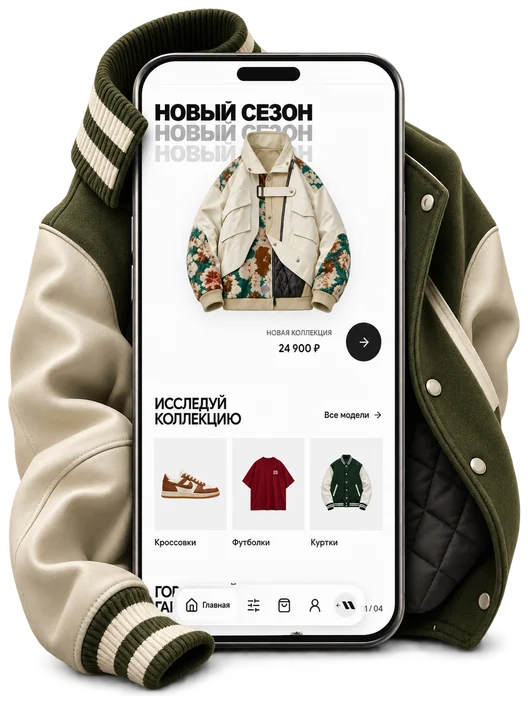 НОВЫЙ СЕЗОН
НОВЫЙ СЕЗОН
НОВЫЙ СЕЗОН
НОВАЯ КОЛЛЕКЦИЯ
24 900 ₽
ИССЛЕДУЙ
КОЛЛЕКЦИЮ
Все модели →
Кроссовки
Футболки
Куртки
Главная
1 / 04